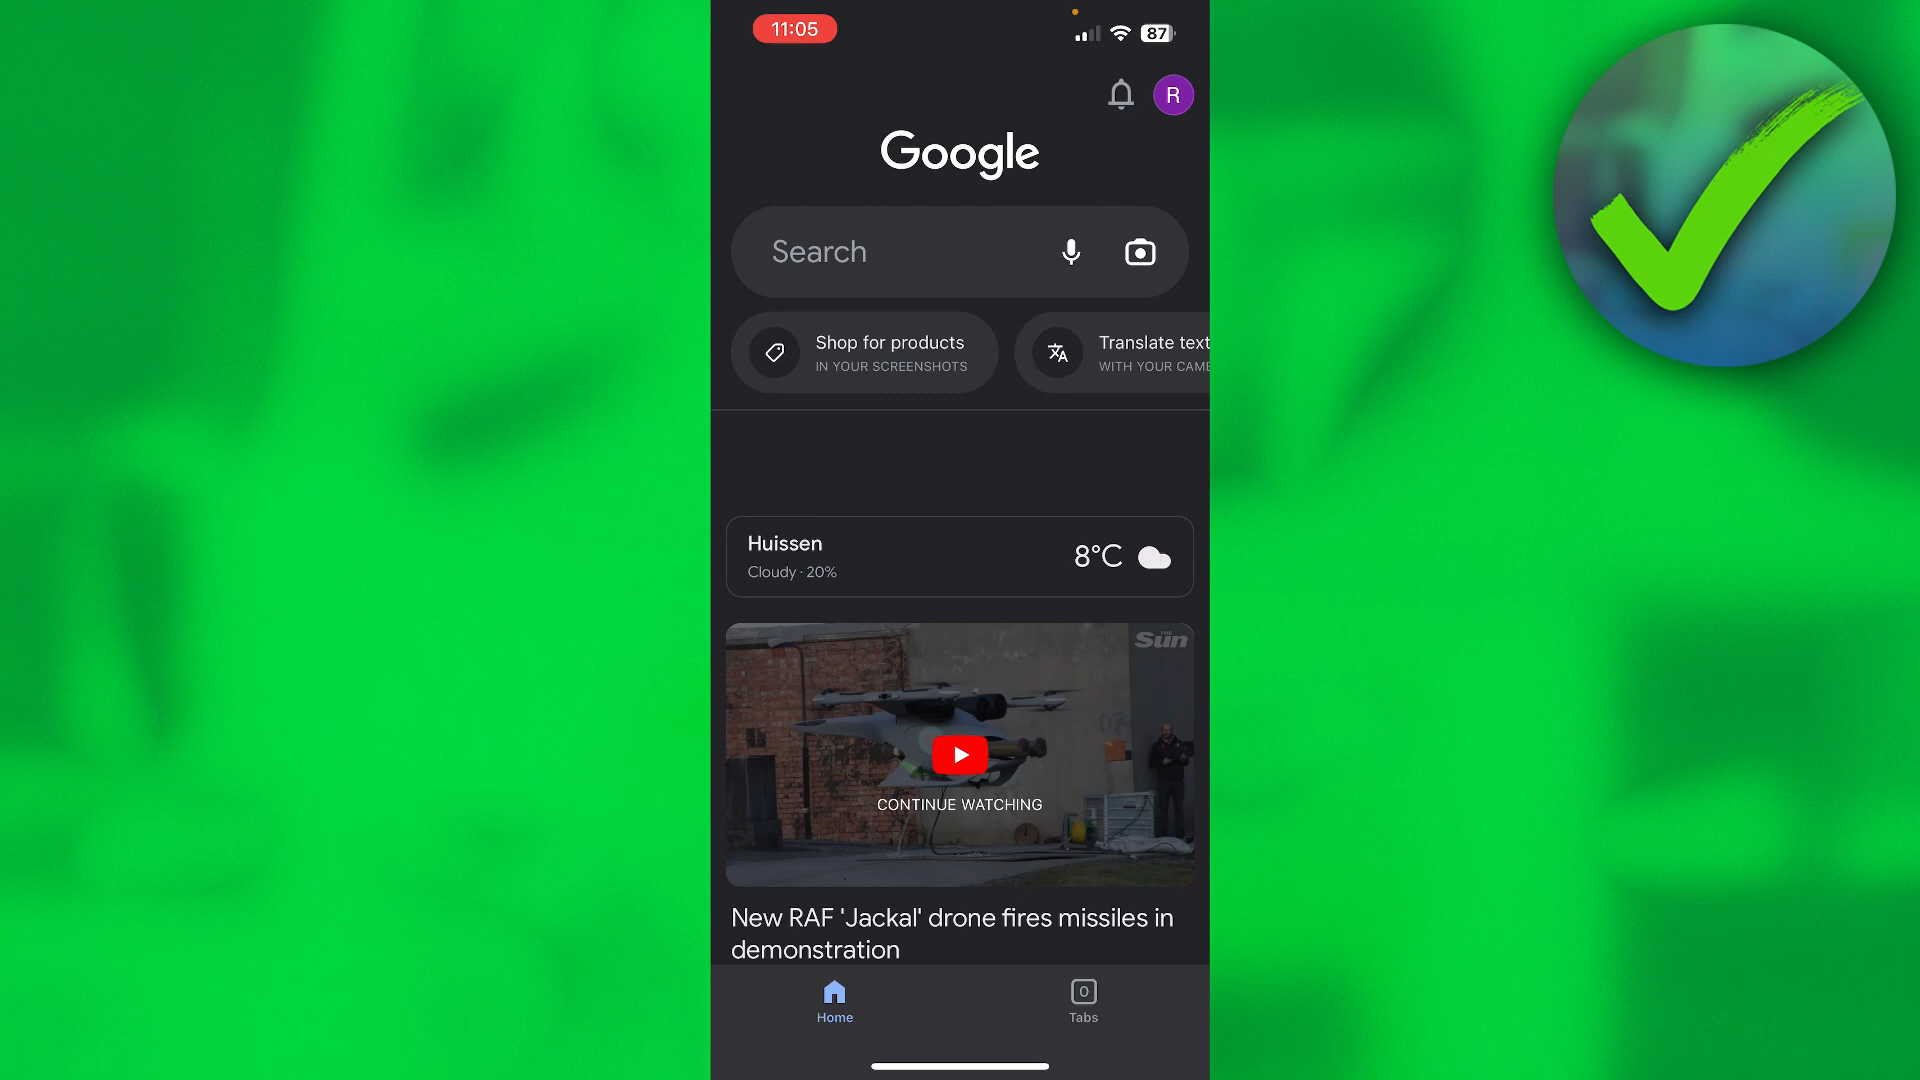 11:05
87
R
Google
Search
Shop for products
IN YOUR SCREENSHOTS
Translate text
WITH YOUR CAME
Huissen
Cloudy · 20%
8°C
THE
Sun
CONTINUE WATCHING
New RAF 'Jackal' drone fires missiles in
demonstration
Home
0
Tabs